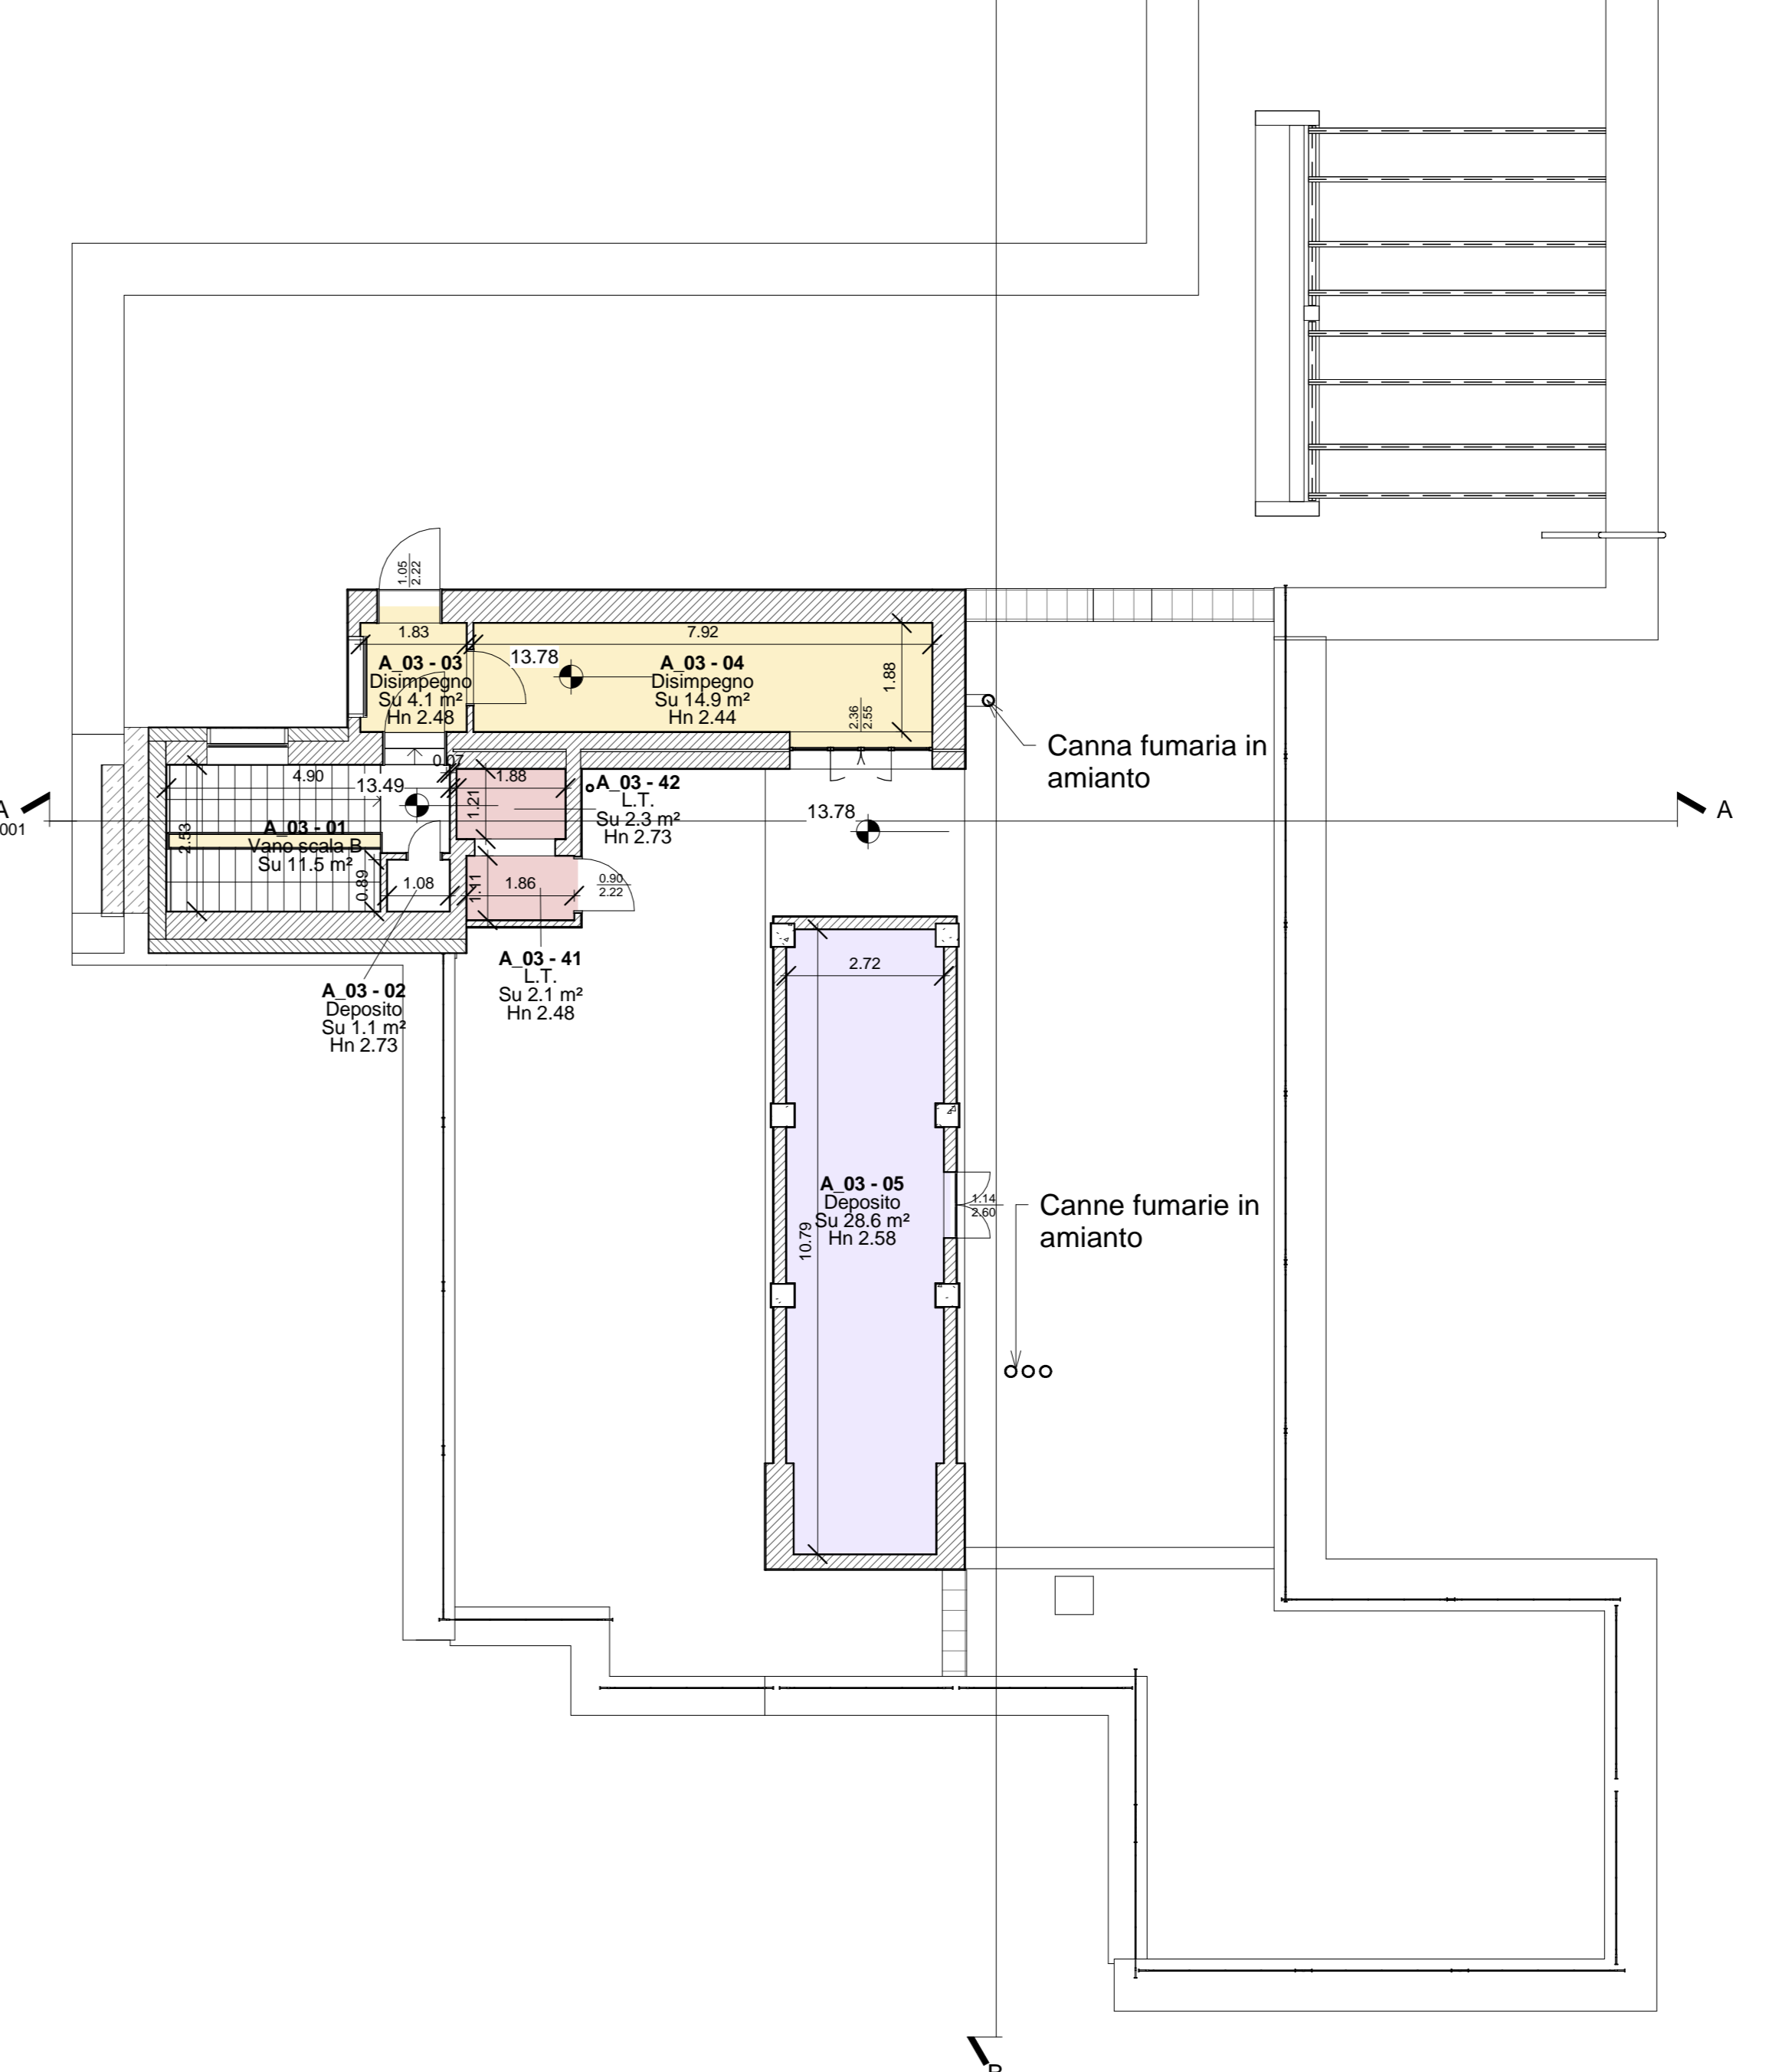 1.05
2.22
1.83
7.92
A_03 - 03
Disimpegno
Su 4.1 m²
Hn 2.48
13.78
A_03 - 04
Disimpegno
Su 14.9 m²
Hn 2.44
1.88
2.36
2.55
Canna fumaria in
amianto
4.90
13.49
0.07
1.88
1.21
A_03 - 42
L.T.
Su 2.3 m²
Hn 2.73
13.78
A
001
A
A_03 - 01
Vano scala B
Su 11.5 m²
2.53
0.89
1.08
1.11
1.86
0.90
2.22
A_03 - 41
L.T.
Su 2.1 m²
Hn 2.48
A_03 - 02
Deposito
Su 1.1 m²
Hn 2.73
2.72
A_03 - 05
Deposito
Su 28.6 m²
Hn 2.58
10.79
1.14
2.60
Canne fumarie in
amianto